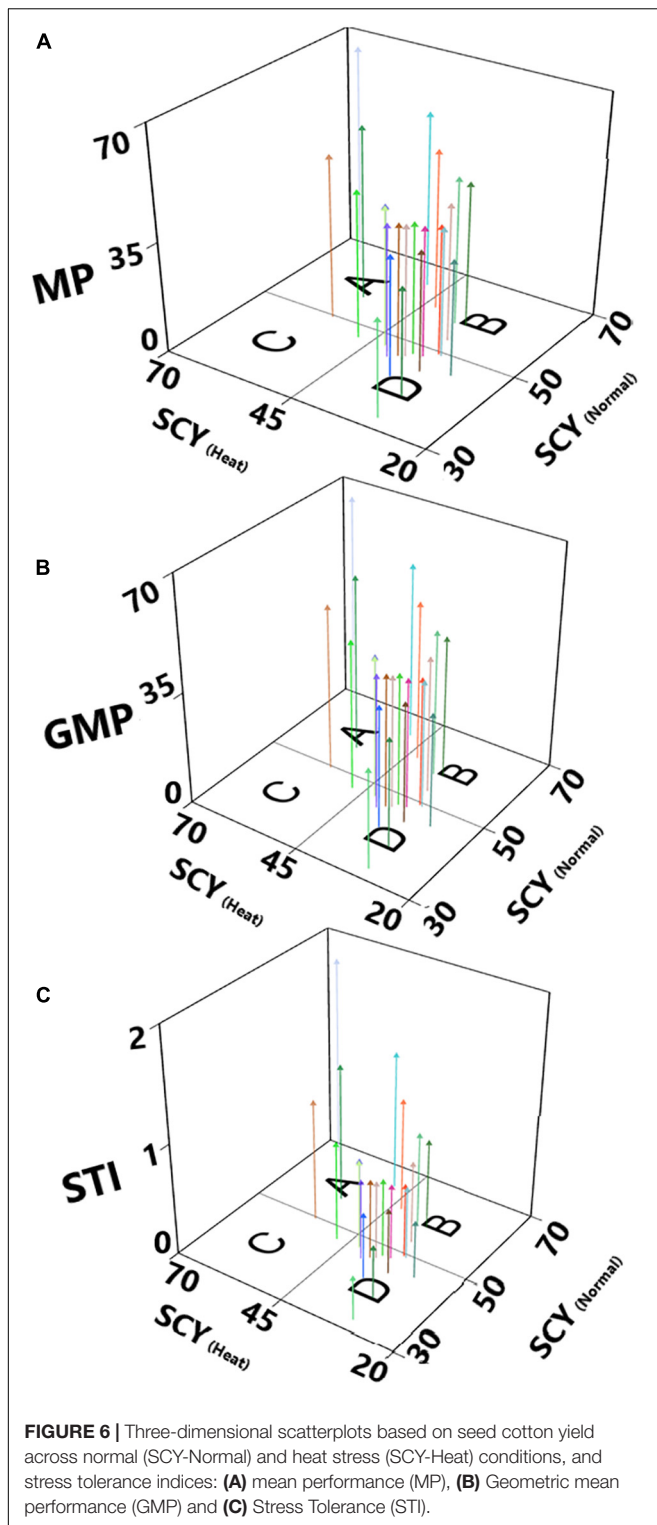 A
70
35
0
MP
70
45
20
SCY (Heat)
30
50
70
SCY (Normal)
A
B
C
D
B
70
35
0
GMP
70
45
20
SCY (Heat)
30
50
70
SCY (Normal)
A
B
C
D
C
2
1
0
STI
70
45
20
SCY (Heat)
30
50
70
SCY (Normal)
A
B
C
D
FIGURE 6 | Three-dimensional scatterplots based on seed cotton yield
across normal (SCY-Normal) and heat stress (SCY-Heat) conditions, and
stress tolerance indices: (A) mean performance (MP), (B) Geometric mean
performance (GMP) and (C) Stress Tolerance (STI).